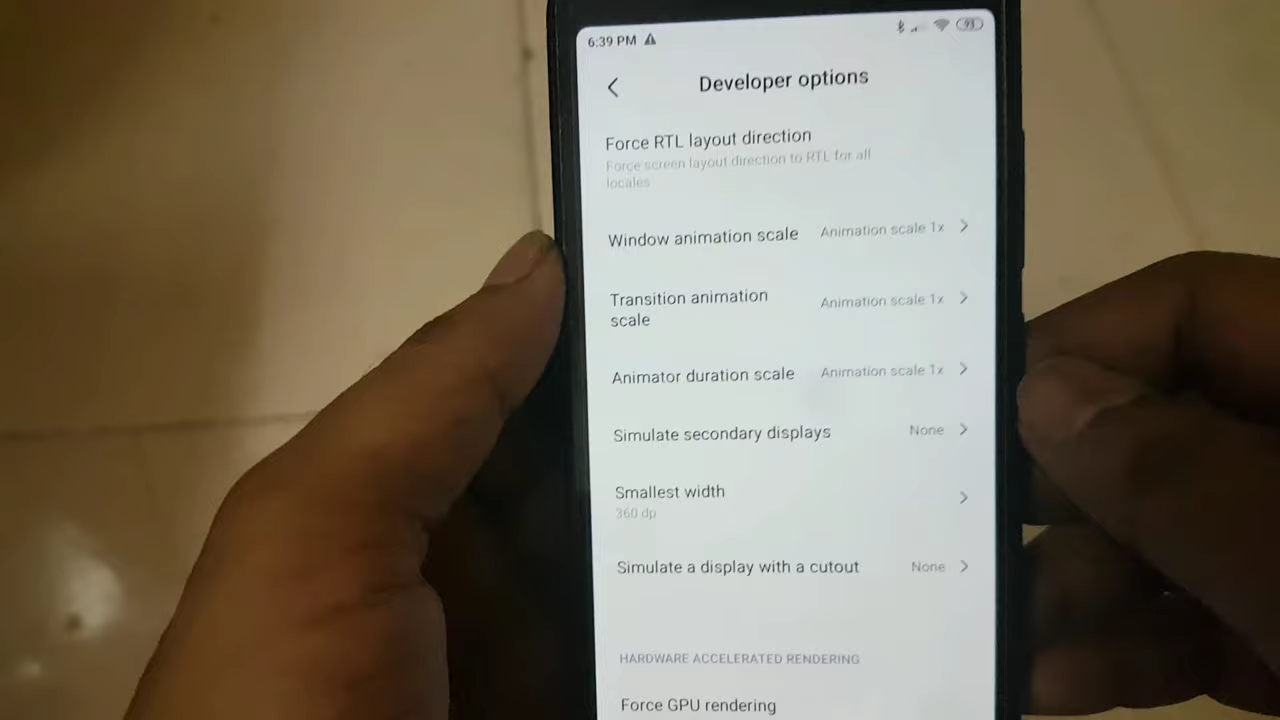 6:39 PM
93
Developer options
Force RTL layout direction
Force screen layout direction to RTL for all
locales
Window animation scale Animation scale 1x
Transition animation
scale
Animation scale 1x
Animator duration scale Animation scale 1x
Simulate secondary displays None
Smallest width
360 dp
Simulate a display with a cutout None
HARDWARE ACCELERATED RENDERING
Force GPU rendering